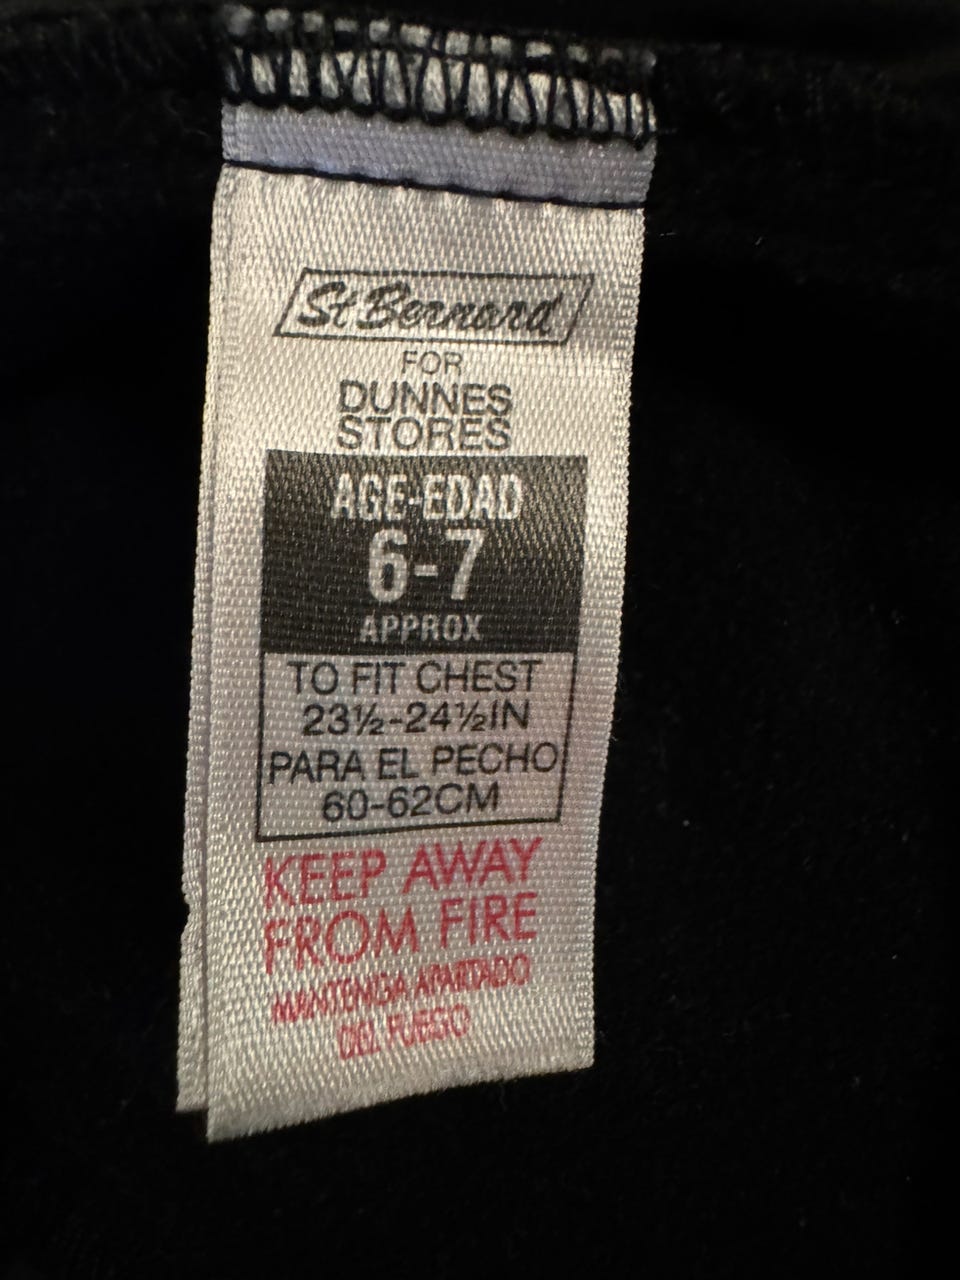 St Bernard
FOR
DUNNES
STORES
AGE-EDAD
6-7
APPROX
TO FIT CHEST
23½-24½IN
PARA EL PECHO
60-62CM
KEEP AWAY
FROM FIRE
MANTENGA APARTADO
DEL FUEGO